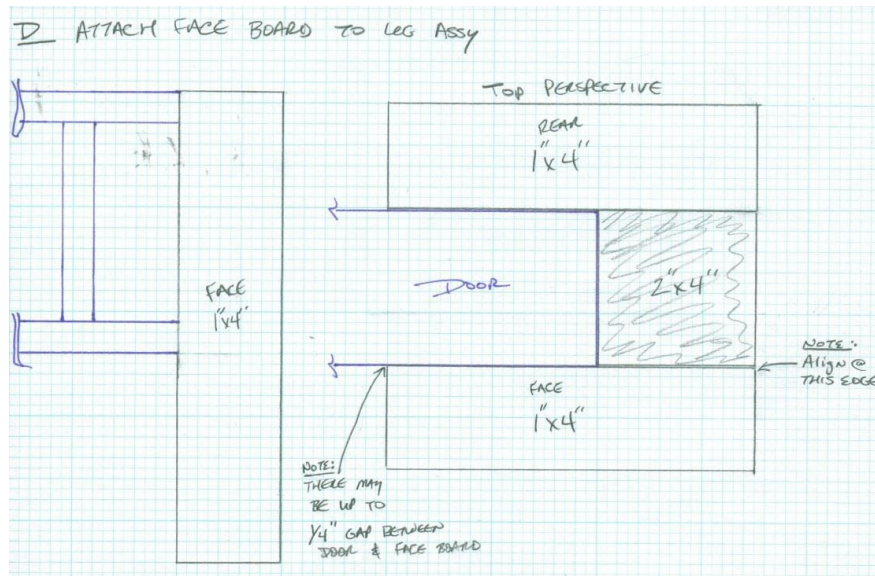 D ATTACH FACE BOARD TO LEG ASSY
TOP PERSPECTIVE
REAR
1"x4"
FACE
1"x4"
DOOR
2"x4"
NOTE:
Align @
THIS EDGE
FACE
1"x4"
NOTE:
THERE MAY
BE UP TO
1/4" GAP BETWEEN
DOOR & FACE BOARD